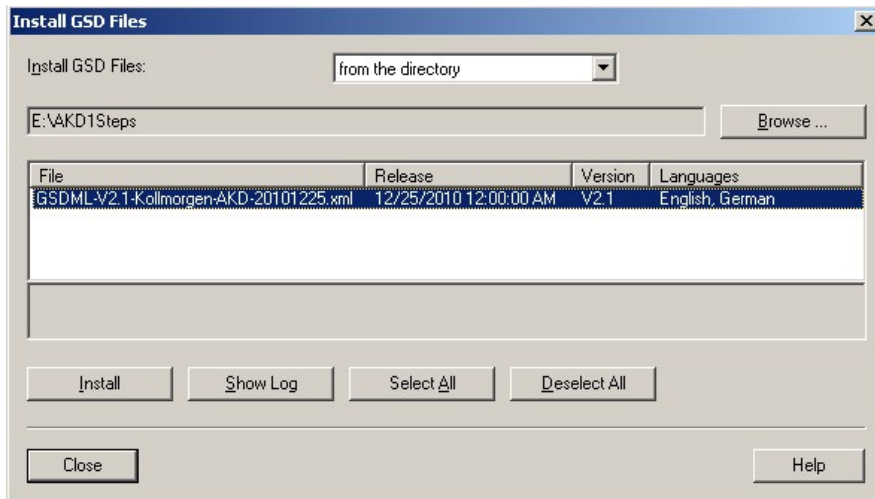 Install GSD Files
Install GSD Files:
from the directory
E:\AKD1Steps
Browse ...
File Release Version Languages
GSDML-V2.1-Kollmorgen-AKD-20101225.xml 12/25/2010 12:00:00 AM V2.1 English, German
Install Show Log Select All Deselect All
Close Help